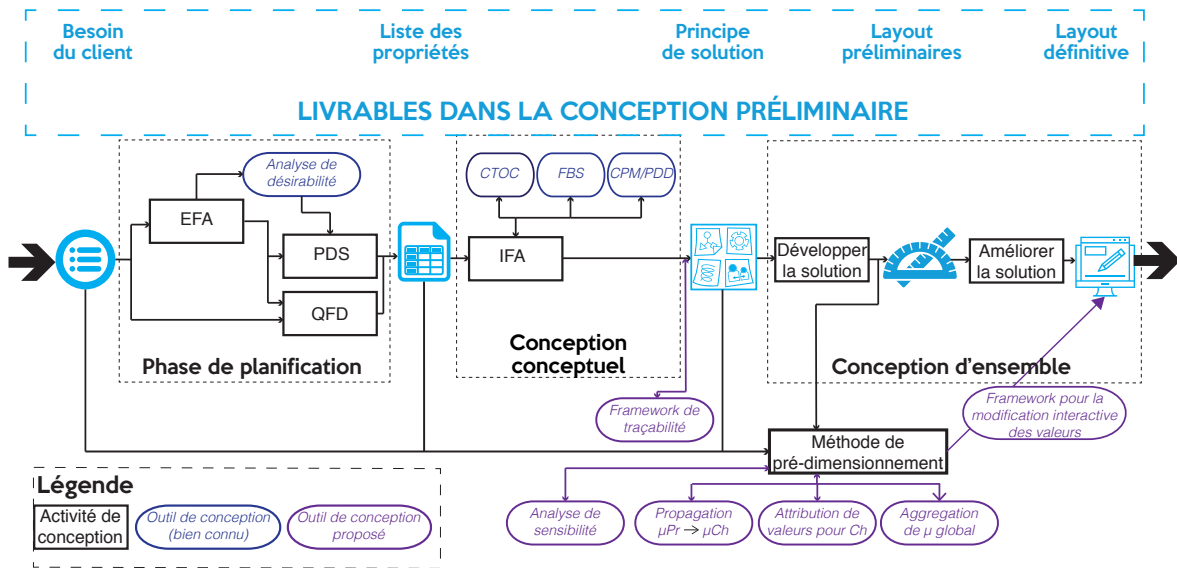 Besoin
du client
Liste des
propriétés
Principe
de solution
Layout
préliminaires
Layout
définitive
LIVRABLES DANS LA CONCEPTION PRÉLIMINAIRE
Analyse de
désirabilité
EFA
PDS
QFD
Phase de planification
CTOC
FBS
CPM/PDD
IFA
Conception
conceptuel
Framework de
traçabilité
Développer
la solution
Améliorer
la solution
Conception d'ensemble
Framework pour la
modification interactive
des valeurs
Méthode de
pré-dimensionnement
Analyse de
sensibilité
Propagation
µPr → µCh
Attribution de
valeurs pour Ch
Aggregation
de µ global
Légende
Activité de
conception
Outil de conception
(bien connu)
Outil de conception
proposé